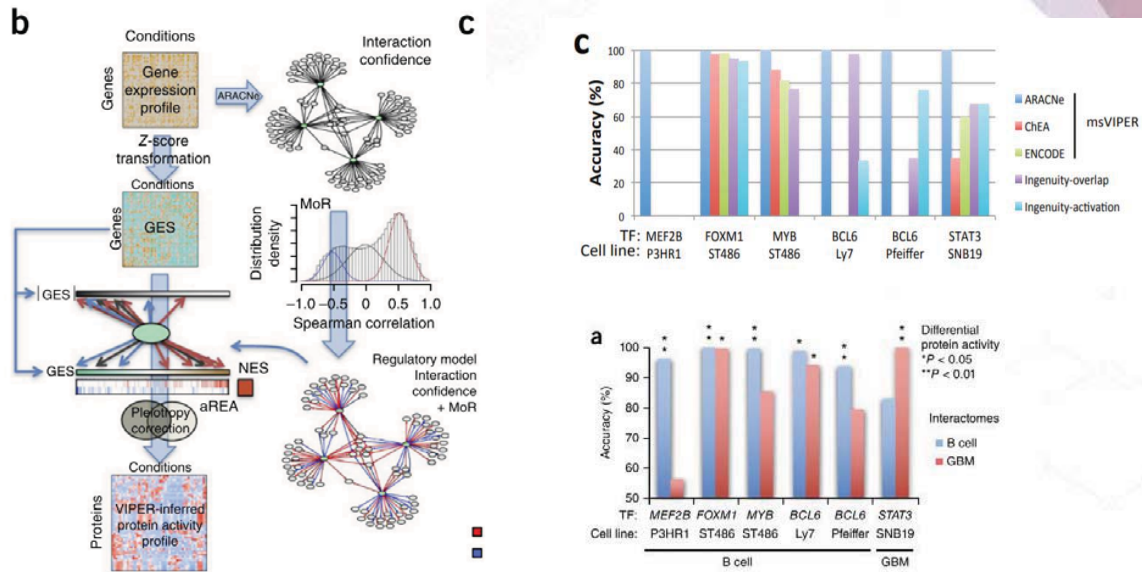 b
Conditions
Genes
Gene
expression
profile
ARACNe
Interaction
confidence
Z-score
transformation
Conditions
Genes
GES
MoR
Distribution
density
−1.0 −0.5 0 0.5 1.0
Spearman correlation
|GES|
GES
NES
aREA
Pleiotropy
correction
Regulatory model
Interaction
confidence
+ MoR
Conditions
Proteins
VIPER-inferred
protein activity
profile
c
c
Accuracy (%)
100
80
60
40
20
0
TF: MEF2B FOXM1 MYB BCL6 BCL6 STAT3
Cell line: P3HR1 ST486 ST486 Ly7 Pfeiffer SNB19
ARACNe
ChEA
ENCODE
msVIPER
Ingenuity-overlap
Ingenuity-activation
a
Accuracy (%)
100
90
80
70
60
50
* * * * * * * * * * * * *
TF: MEF2B FOXM1 MYB BCL6 BCL6 STAT3
Cell line: P3HR1 ST486 ST486 Ly7 Pfeiffer SNB19
B cell GBM
Differential
protein activity
*P < 0.05
**P < 0.01
Interactomes
B cell
GBM